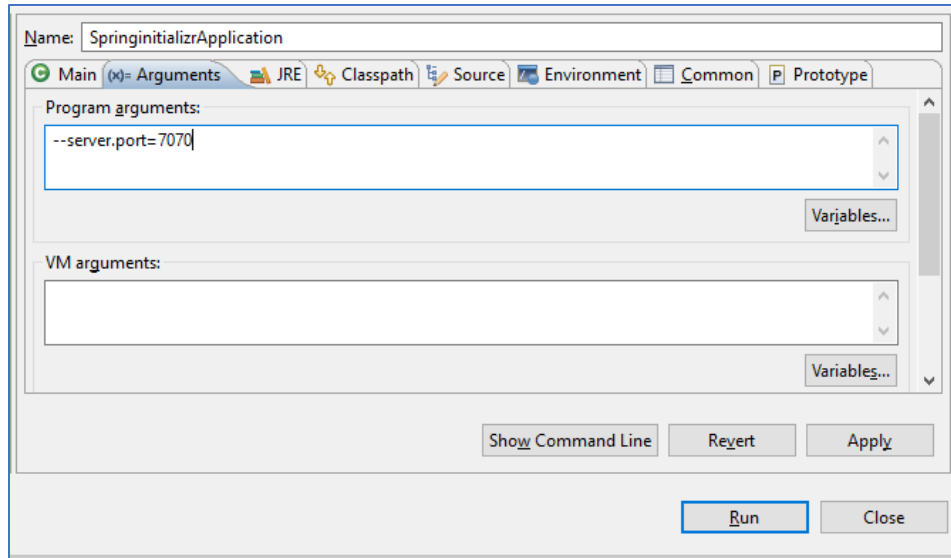 Name: SpringinitializrApplication
Main (x)= Arguments JRE Classpath Source Environment Common P Prototype
Program arguments:
--server.port=7070
Variables...
VM arguments:
Variables...
Show Command Line Revert Apply
Run Close